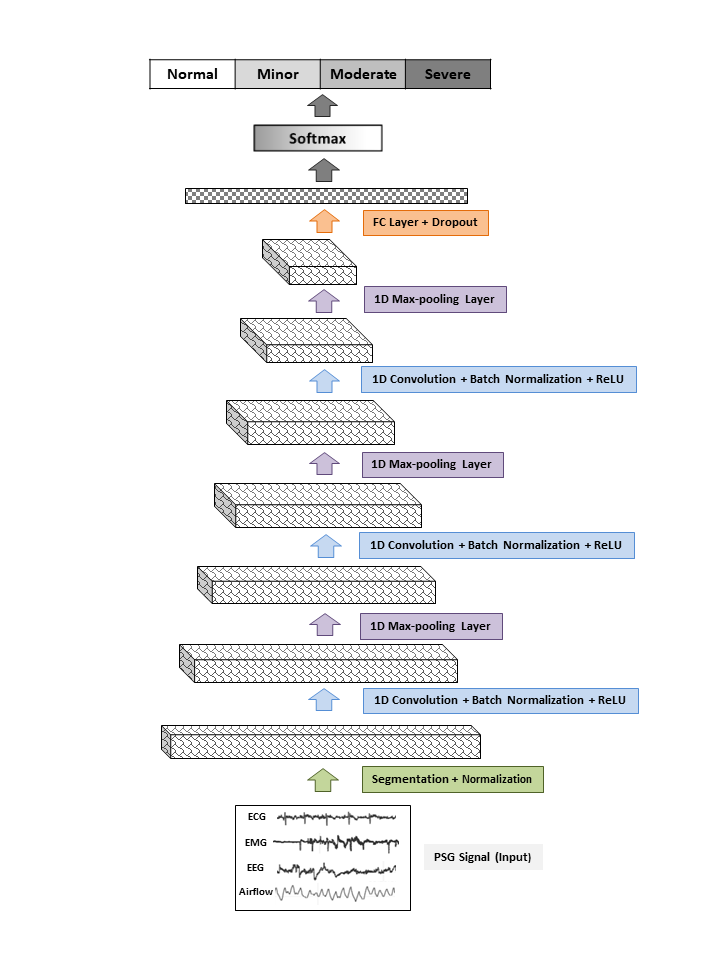 Normal Minor Moderate Severe
Softmax
FC Layer + Dropout
1D Max-pooling Layer
1D Convolution + Batch Normalization + ReLU
1D Max-pooling Layer
1D Convolution + Batch Normalization + ReLU
1D Max-pooling Layer
1D Convolution + Batch Normalization + ReLU
Segmentation + Normalization
ECG
EMG
EEG
Airflow
PSG Signal (Input)